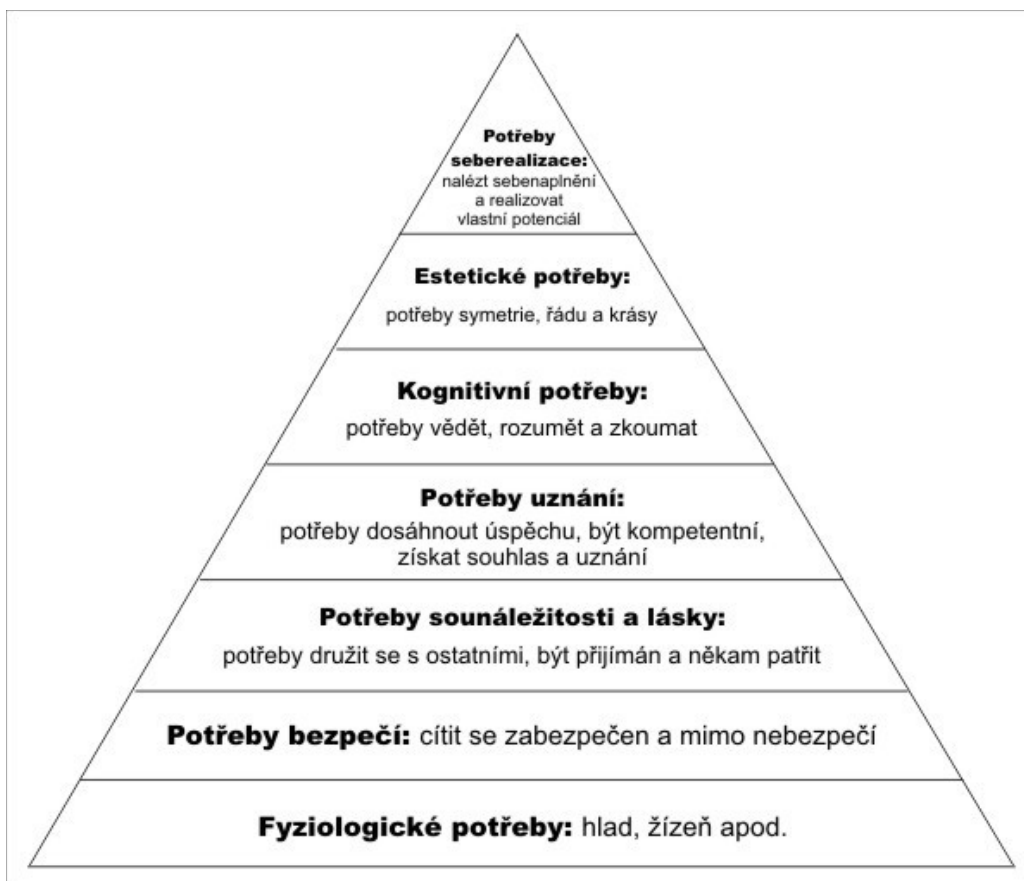 Potřeby
seberealizace:
nalézt sebenaplnění
a realizovat
vlastní potenciál
Estetické potřeby:
potřeby symetrie, řádu a krásy
Kognitivní potřeby:
potřeby vědět, rozumět a zkoumat
Potřeby uznání:
potřeby dosáhnout úspěchu, být kompetentní,
získat souhlas a uznání
Potřeby sounáležitosti a lásky:
potřeby družit se s ostatními, být přijímán a někam patřit
Potřeby bezpečí: cítit se zabezpečen a mimo nebezpečí
Fyziologické potřeby: hlad, žízeň apod.